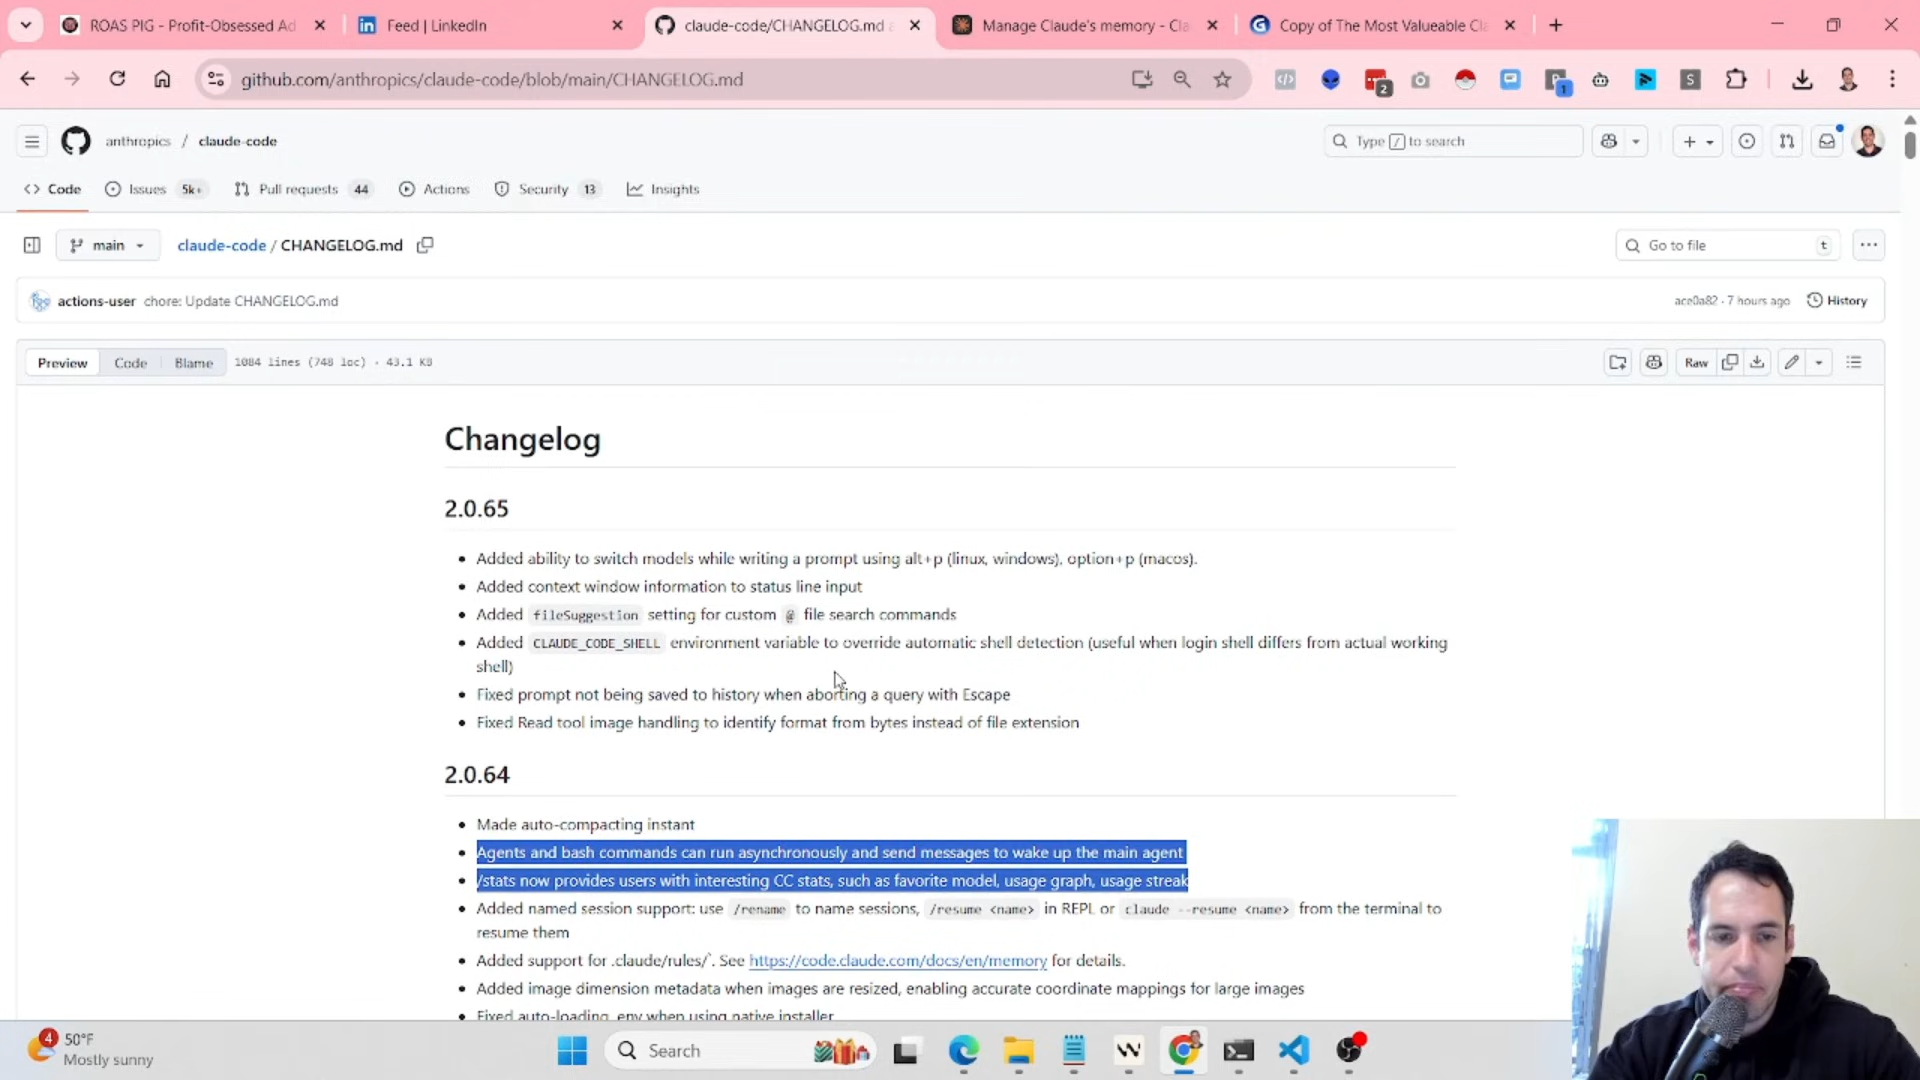 ROAS PIG - Profit-Obsessed Ad
Feed | LinkedIn
claude-code/CHANGELOG.md a
Manage Claude's memory - Cla
Copy of The Most Valueable Cla
github.com/anthropics/claude-code/blob/main/CHANGELOG.md
2
1
S
anthropics / claude-code
Type / to search
Code
Issues 5k+
Pull requests 44
Actions
Security 13
Insights
main
claude-code / CHANGELOG.md
Go to file
t
actions-user chore: Update CHANGELOG.md
ace0a82 · 7 hours ago
History
Preview
Code
Blame
1084 lines (748 loc) · 43.1 KB
Raw
Changelog
2.0.65
• Added ability to switch models while writing a prompt using alt+p (linux, windows), option+p (macos).
• Added context window information to status line input
• Added fileSuggestion setting for custom @ file search commands
• Added CLAUDE_CODE_SHELL environment variable to override automatic shell detection (useful when login shell differs from actual working
shell)
• Fixed prompt not being saved to history when aborting a query with Escape
• Fixed Read tool image handling to identify format from bytes instead of file extension
2.0.64
• Made auto-compacting instant
• Agents and bash commands can run asynchronously and send messages to wake up the main agent
• /stats now provides users with interesting CC stats, such as favorite model, usage graph, usage streak
• Added named session support: use /rename to name sessions, /resume <name> in REPL or claude --resume <name> from the terminal to
resume them
• Added support for .claude/rules/`. See https://code.claude.com/docs/en/memory for details.
• Added image dimension metadata when images are resized, enabling accurate coordinate mappings for large images
• Fixed auto-loading .env when using native installer
4
50°F
Mostly sunny
Search